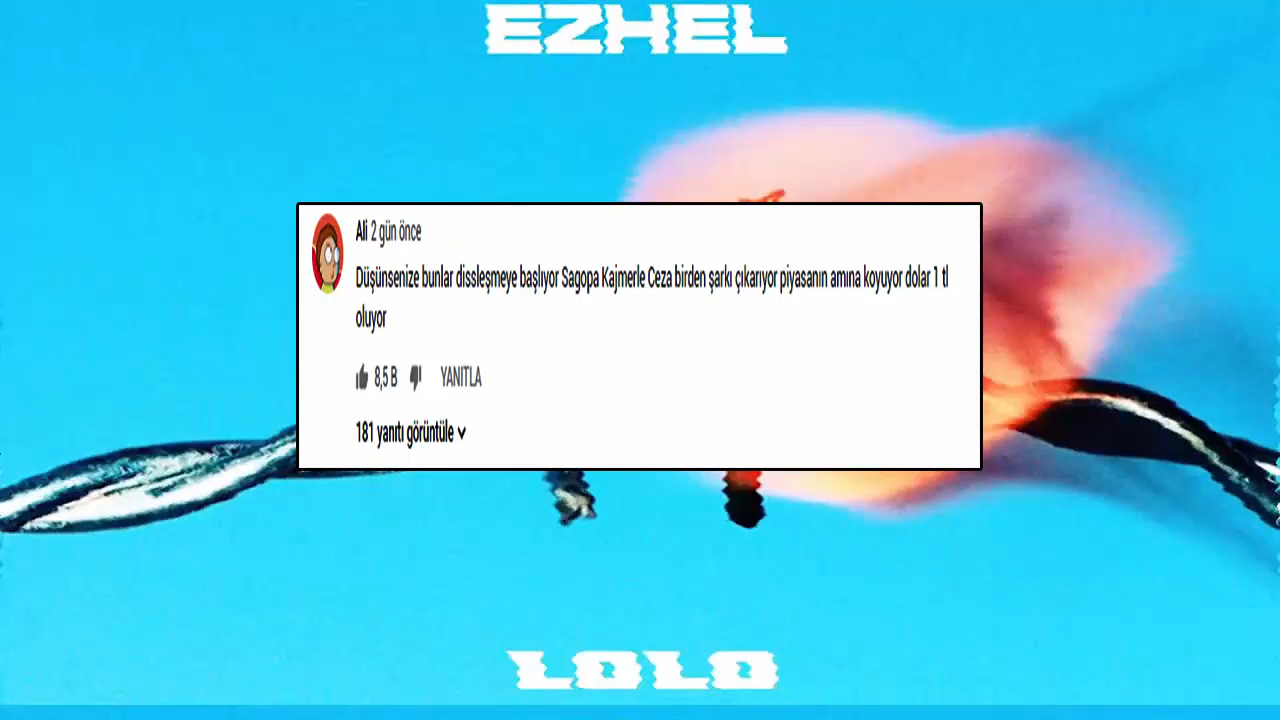 EZHEL
Ali 2 gün önce
Düşünsenize bunlar dissleşmeye başlıyor Sagopa Kajmerle Ceza birden şarkı çıkarıyor piyasanın amına koyuyor dolar 1 tl
oluyor
8,5 B YANITLA
181 yanıtı görüntüle
LOLO